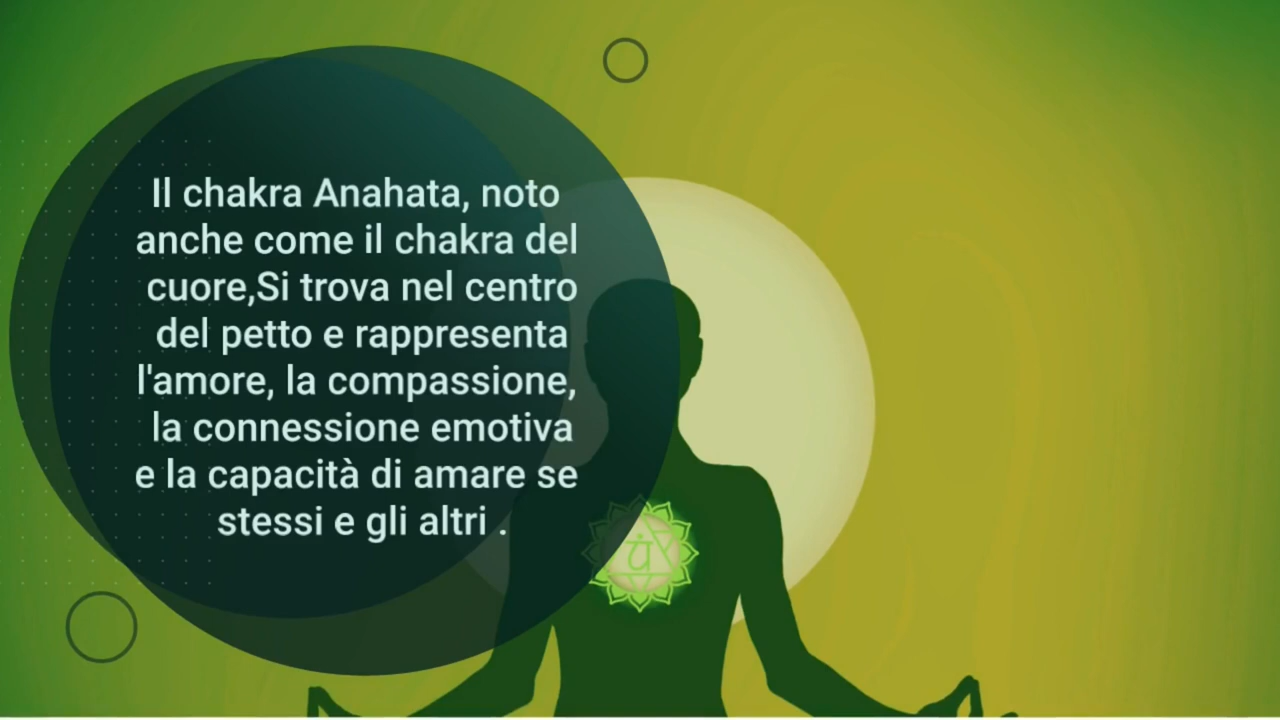 Il chakra Anahata, noto
anche come il chakra del
cuore,Si trova nel centro
del petto e rappresenta
l'amore, la compassione,
la connessione emotiva
e la capacità di amare se
stessi e gli altri .
यं